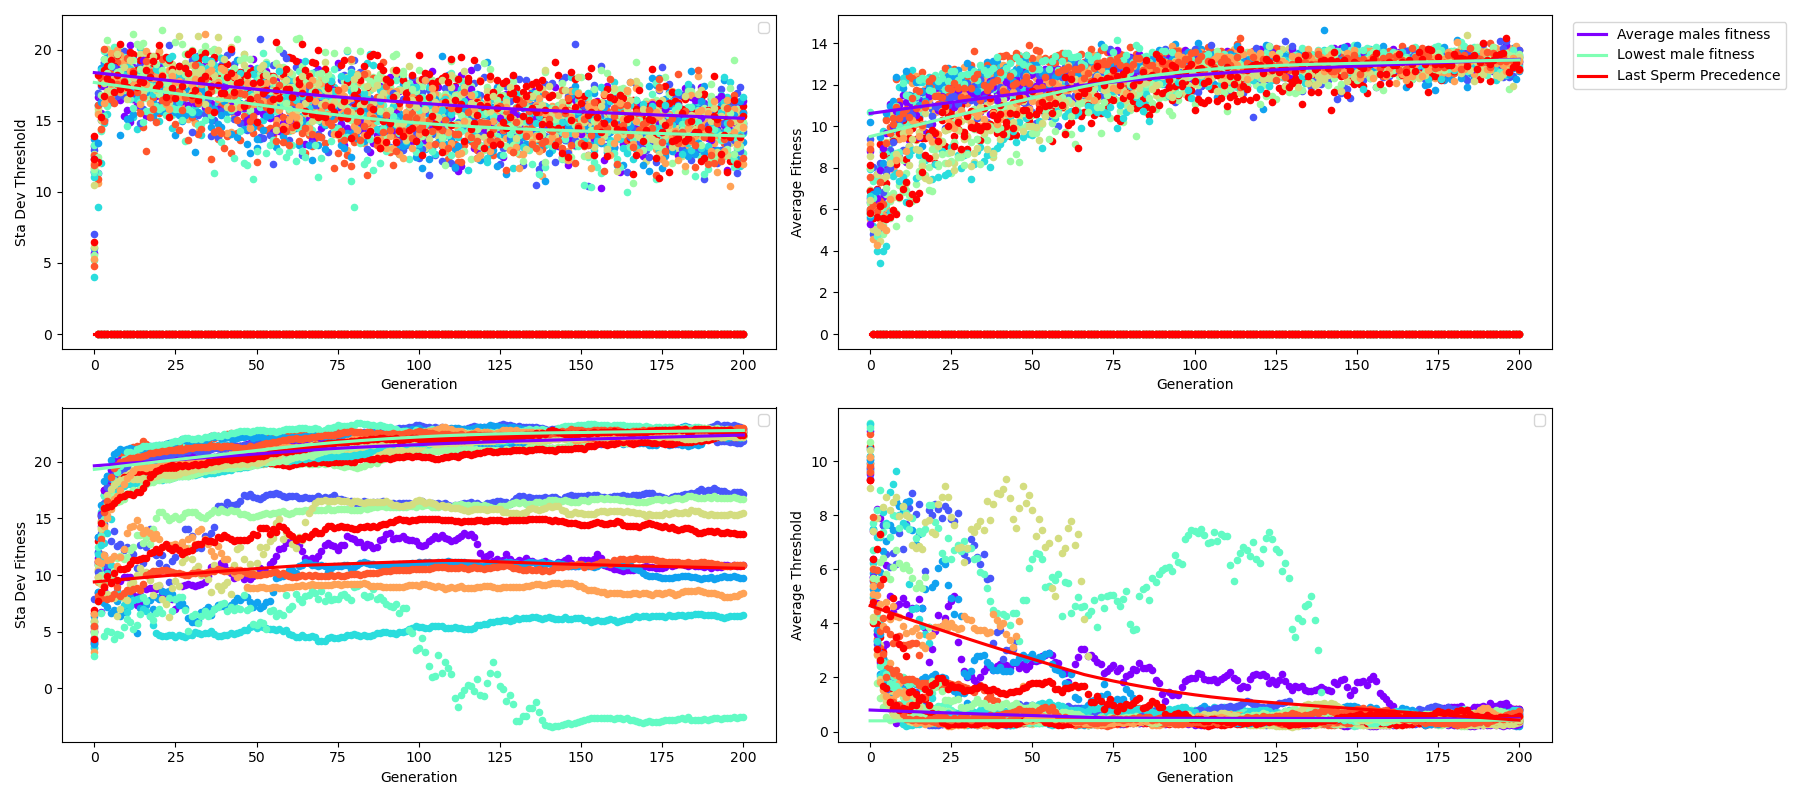 Sta Dev Threshold
20
15
10
5
0
0 25 50 75 100 125 150 175 200
Generation
Average Fitness
14
12
10
8
6
4
2
0
0 25 50 75 100 125 150 175 200
Generation
Average males fitness
Lowest male fitness
Last Sperm Precedence
Sta Dev Fitness
20
15
10
5
0
0 25 50 75 100 125 150 175 200
Generation
Average Threshold
10
8
6
4
2
0
0 25 50 75 100 125 150 175 200
Generation